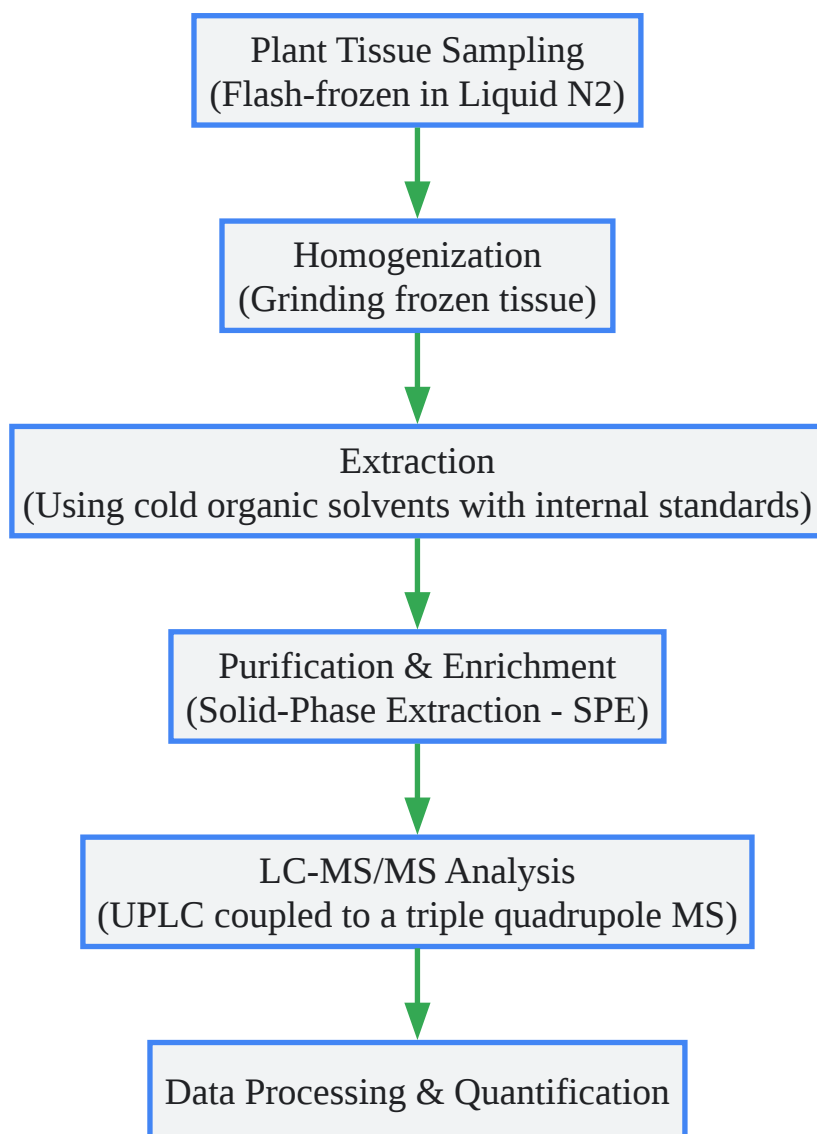 Plant Tissue Sampling
(Flash-frozen in Liquid N2)
Homogenization
(Grinding frozen tissue)
Extraction
(Using cold organic solvents with internal standards)
Purification & Enrichment
(Solid-Phase Extraction - SPE)
LC-MS/MS Analysis
(UPLC coupled to a triple quadrupole MS)
Data Processing & Quantification